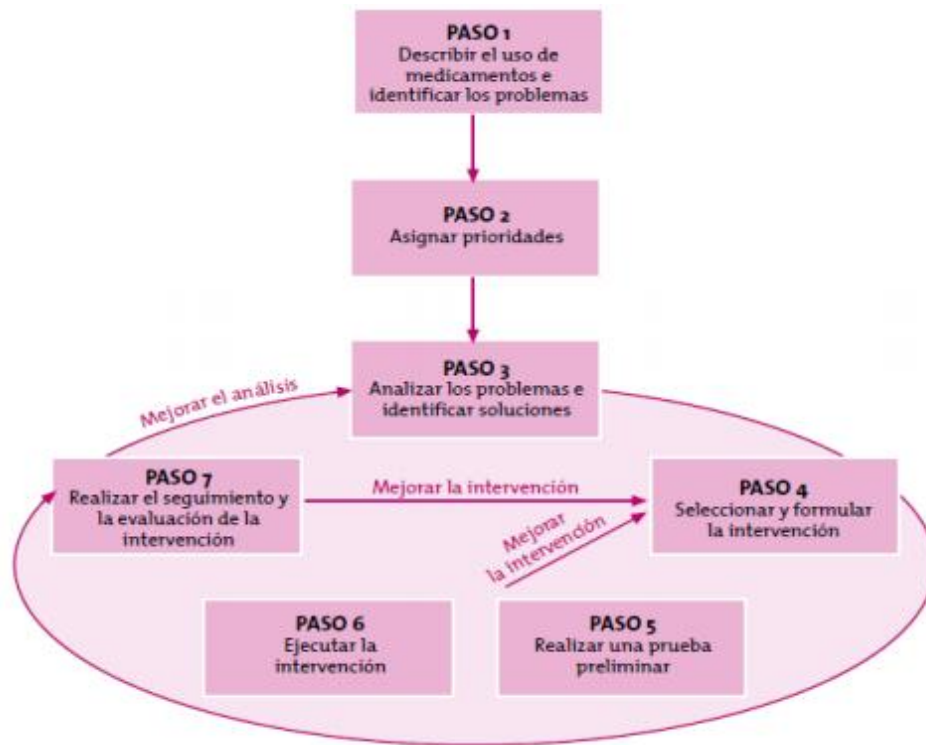 PASO 1
Describir el uso de
medicamentos e
identificar los problemas
PASO 2
Asignar prioridades
PASO 3
Analizar los problemas e
identificar soluciones
Mejorar el análisis
PASO 7
Realizar el seguimiento y
la evaluación de la
intervención
Mejorar la intervención
PASO 4
Seleccionar y formular
la intervención
Mejorar
la intervención
PASO 6
Ejecutar la
intervención
PASO 5
Realizar una prueba
preliminar